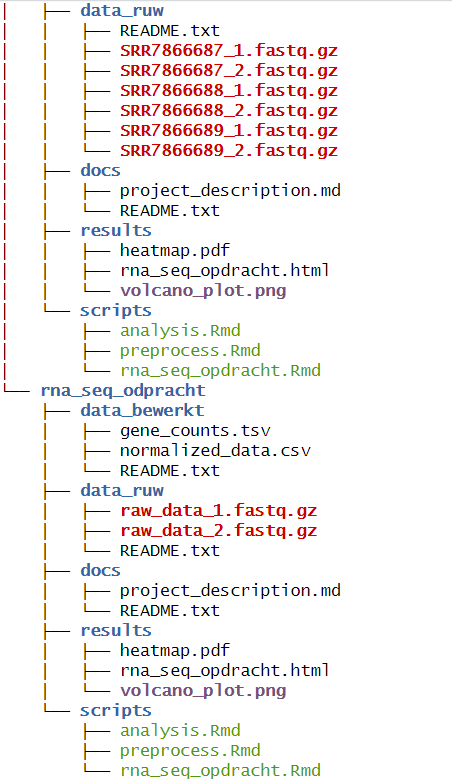 │   ├── data_ruw
│   │   ├── README.txt
│   │   ├── SRR7866687_1.fastq.gz
│   │   ├── SRR7866687_2.fastq.gz
│   │   ├── SRR7866688_1.fastq.gz
│   │   ├── SRR7866688_2.fastq.gz
│   │   ├── SRR7866689_1.fastq.gz
│   │   └── SRR7866689_2.fastq.gz
│   ├── docs
│   │   ├── project_description.md
│   │   └── README.txt
│   ├── results
│   │   ├── heatmap.pdf
│   │   ├── rna_seq_opdracht.html
│   │   └── volcano_plot.png
│   └── scripts
│       ├── analysis.Rmd
│       ├── preprocess.Rmd
│       └── rna_seq_opdracht.Rmd
└── rna_seq_odpracht
    ├── data_bewerkt
    │   ├── gene_counts.tsv
    │   ├── normalized_data.csv
    │   └── README.txt
    ├── data_ruw
    │   ├── raw_data_1.fastq.gz
    │   ├── raw_data_2.fastq.gz
    │   └── README.txt
    ├── docs
    │   ├── project_description.md
    │   └── README.txt
    ├── results
    │   ├── heatmap.pdf
    │   ├── rna_seq_opdracht.html
    │   └── volcano_plot.png
    └── scripts
        ├── analysis.Rmd
        ├── preprocess.Rmd
        └── rna_seq_opdracht.Rmd